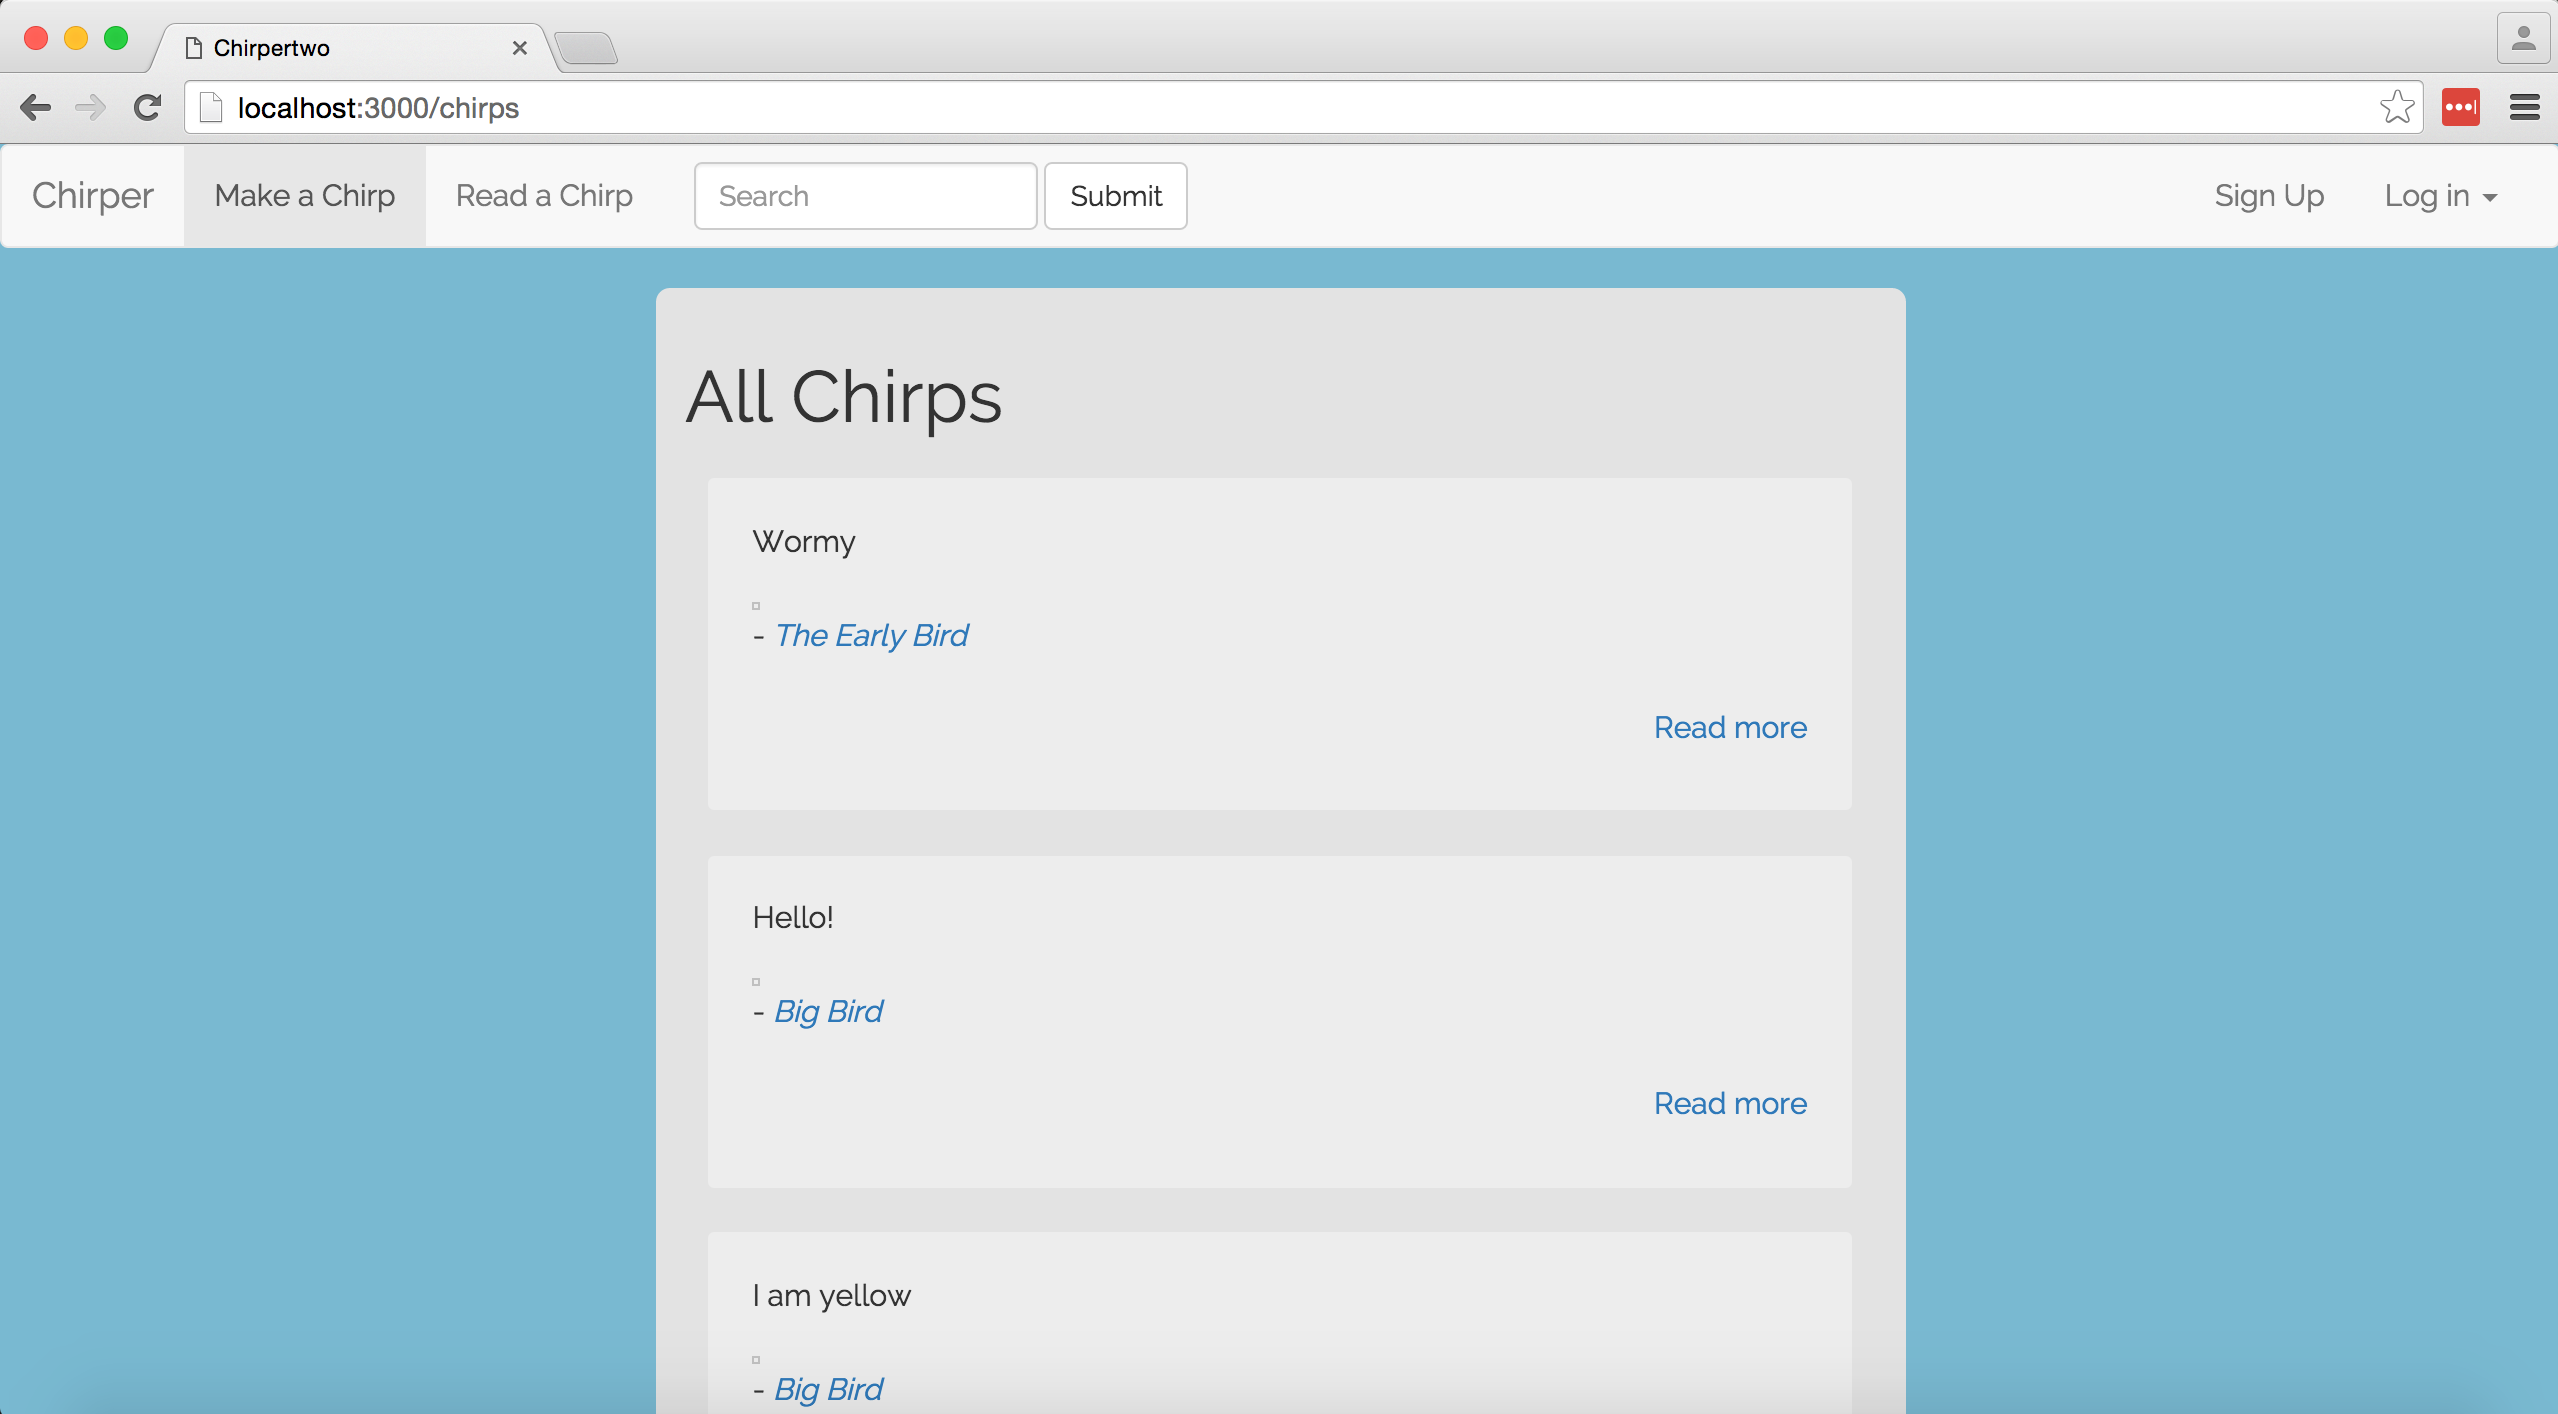 Chirpertwo
localhost:3000/chirps
Chirper Make a Chirp Read a Chirp Search Submit Sign Up Log in
All Chirps
Wormy
- The Early Bird
Read more
Hello!
- Big Bird
Read more
I am yellow
- Big Bird